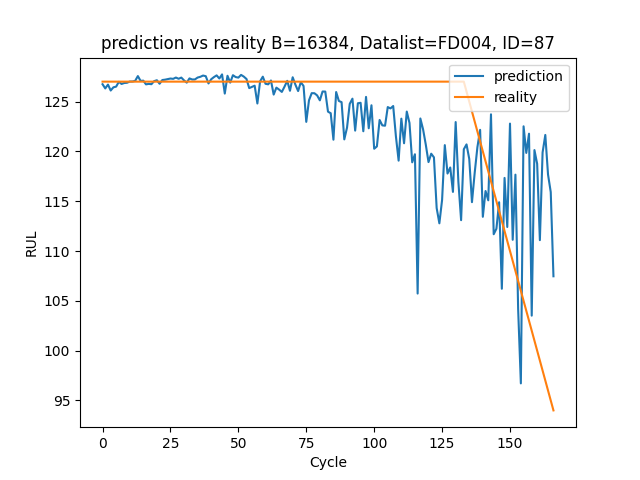 prediction vs reality B=16384, Datalist=FD004, ID=87
prediction
reality
RUL
125
120
115
110
105
100
95
0
25
50
75
100
125
150
Cycle